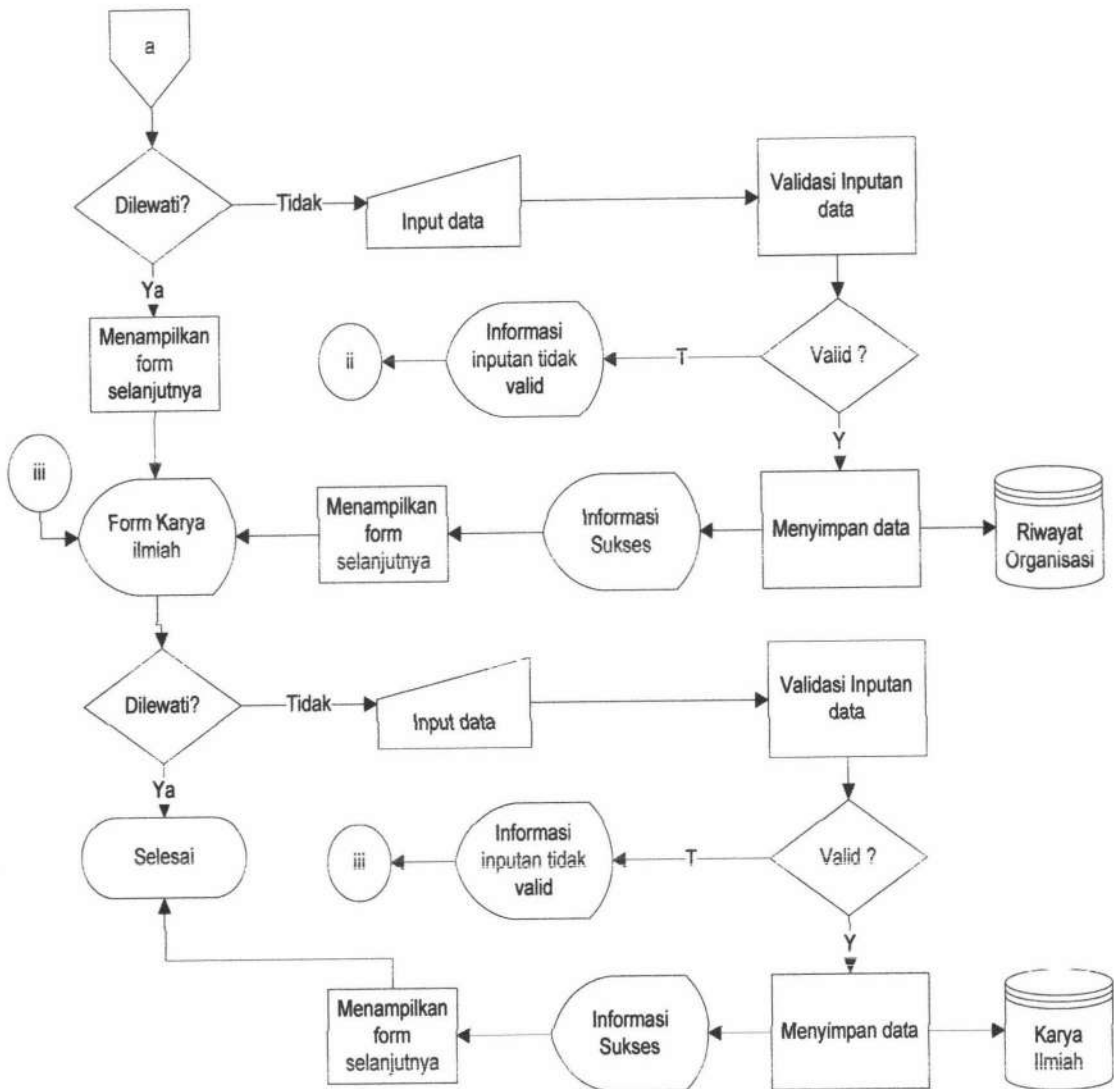 a
Dilewati?
Tidak
Input data
Validasi Inputan
data
Ya
Menampilkan
form
selanjutnya
ii
Informasi
inputan tidak
valid
T
Valid ?
Y
iii
Form Karya
ilmiah
Menampilkan
form
selanjutnya
Informasi
Sukses
Menyimpan data
Riwayat
Organisasi
Dilewati?
Tidak
Input data
Validasi Inputan
data
Ya
Selesai
iii
Informasi
inputan tidak
valid
T
Valid ?
Y
Menampilkan
form
selanjutnya
Informasi
Sukses
Menyimpan data
Karya
Ilmiah